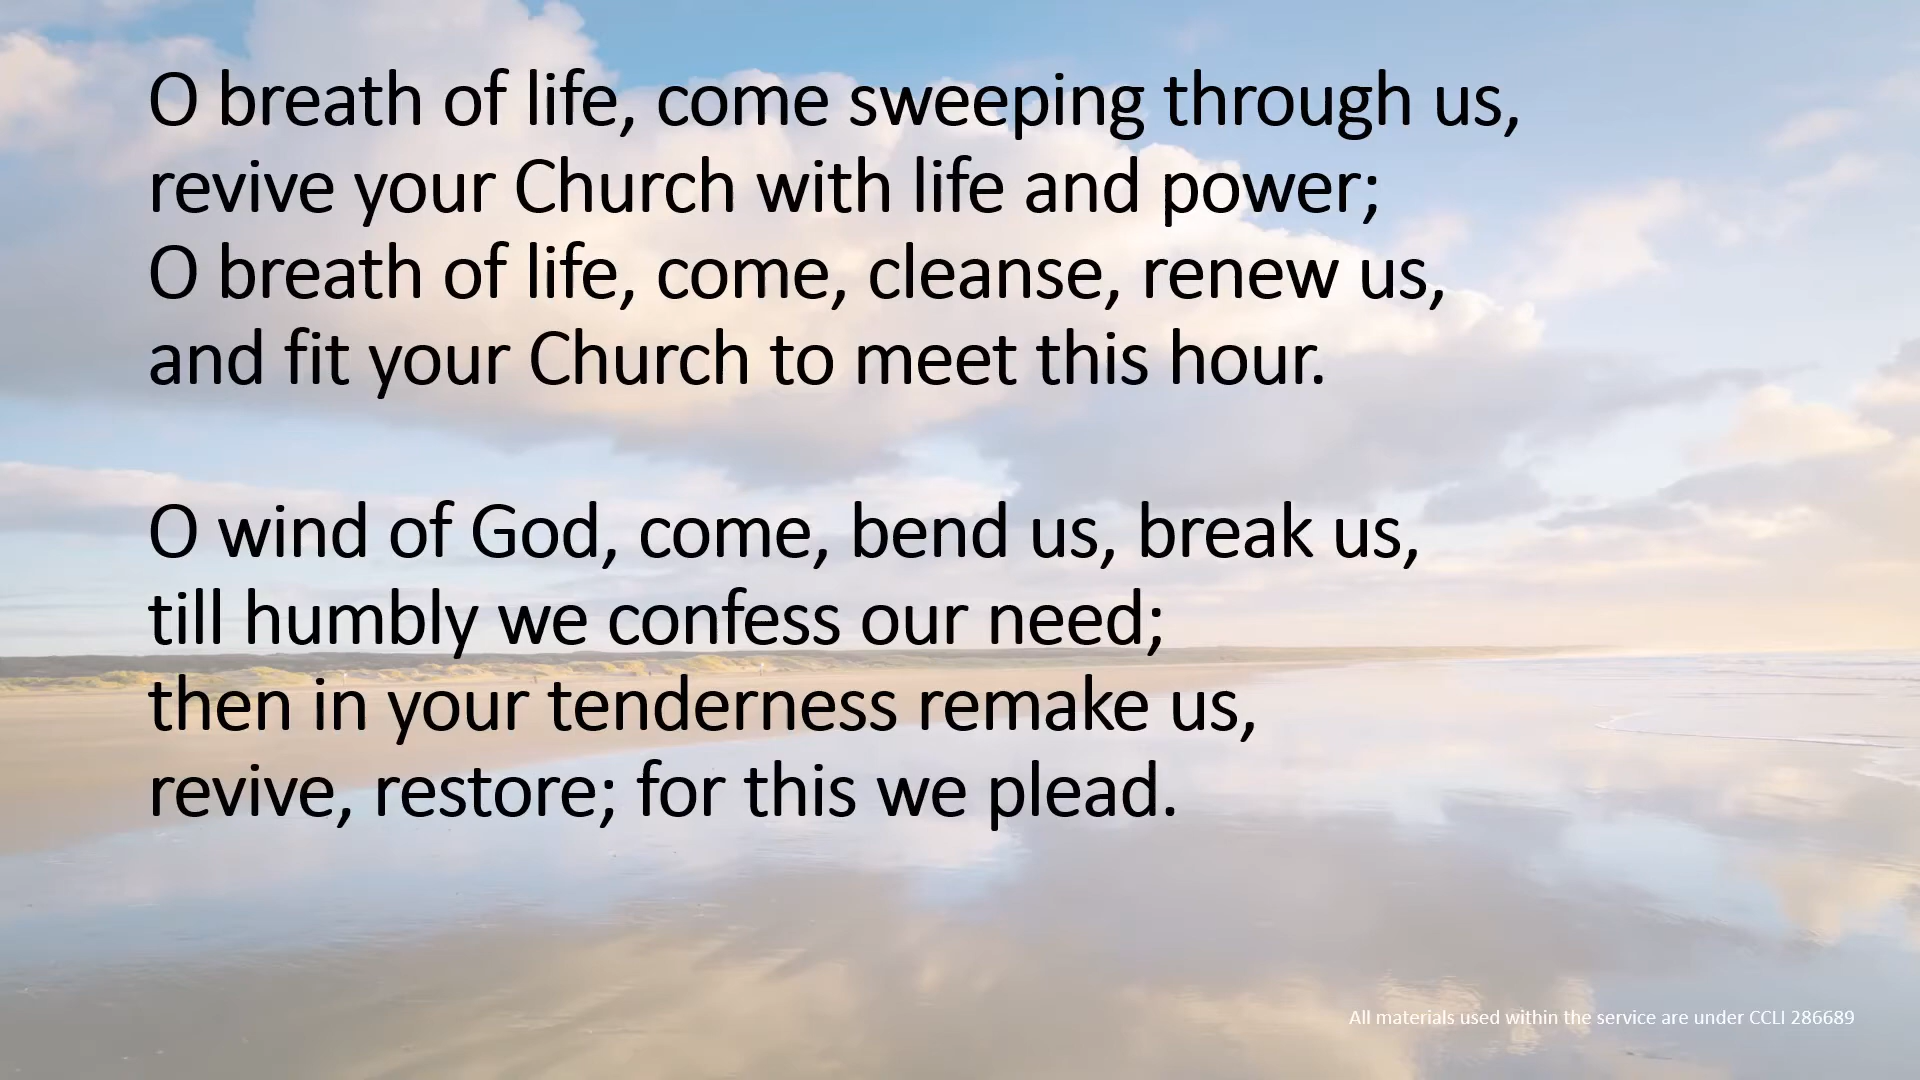 O breath of life, come sweeping through us,
revive your Church with life and power;
O breath of life, come, cleanse, renew us,
and fit your Church to meet this hour.
O wind of God, come, bend us, break us,
till humbly we confess our need;
then in your tenderness remake us,
revive, restore; for this we plead.
All materials used within the service are under CCLI 286689